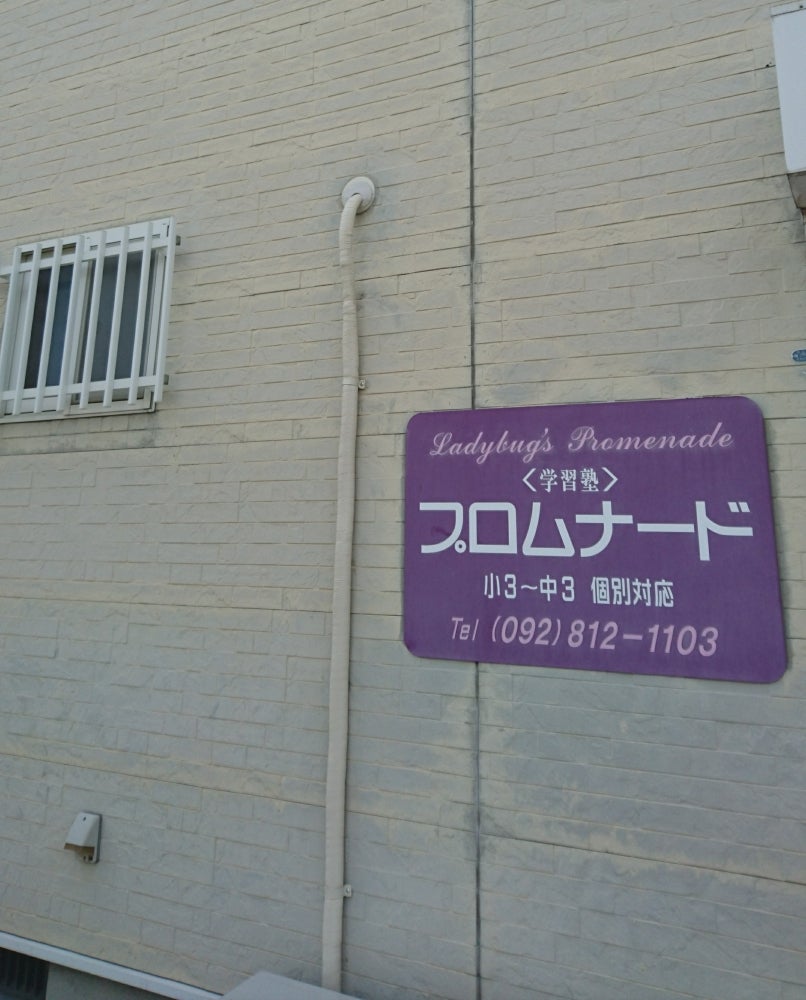 Ladybug's Promenade
〈学習塾〉
プロムナード
小3〜中3 個別対応
Tel (092)812-1103